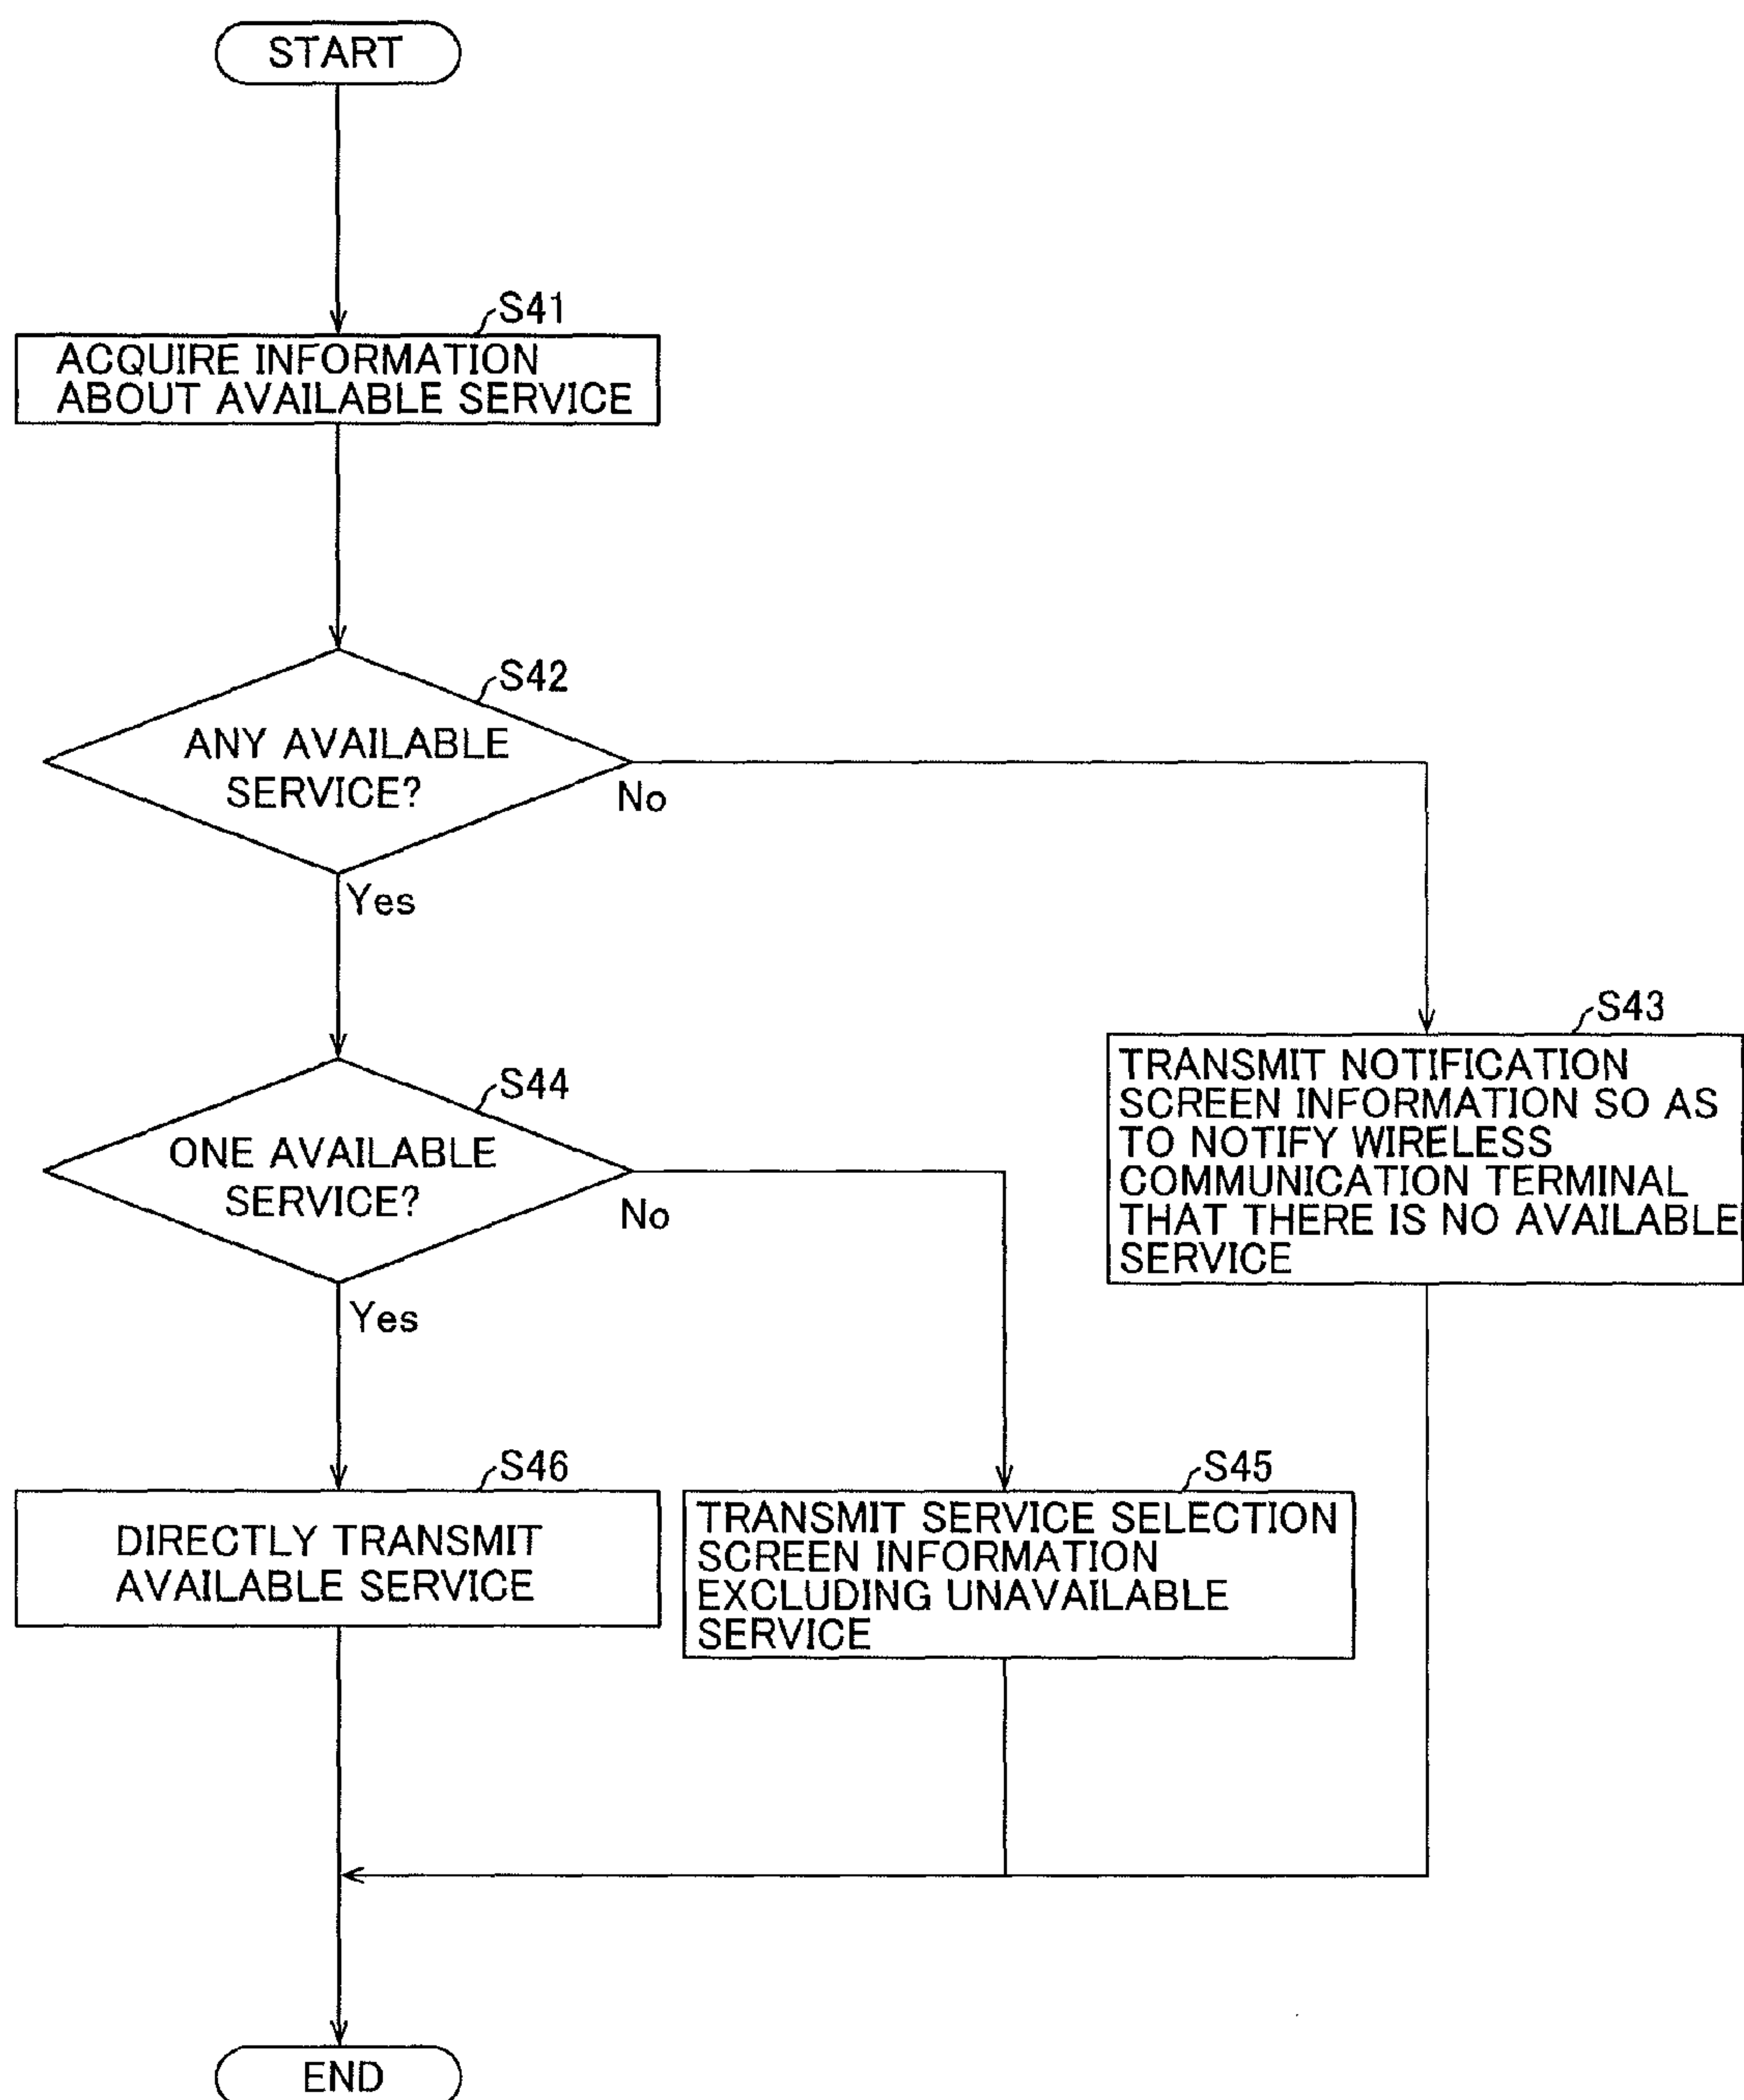 START
S41
ACQUIRE INFORMATION
ABOUT AVAILABLE SERVICE
S42
ANY AVAILABLE
SERVICE?
No
Yes
S43
TRANSMIT NOTIFICATION
SCREEN INFORMATION SO AS
TO NOTIFY WIRELESS
COMMUNICATION TERMINAL
THAT THERE IS NO AVAILABLE
SERVICE
S44
ONE AVAILABLE
SERVICE?
No
Yes
S46
DIRECTLY TRANSMIT
AVAILABLE SERVICE
S45
TRANSMIT SERVICE SELECTION
SCREEN INFORMATION
EXCLUDING UNAVAILABLE
SERVICE
END